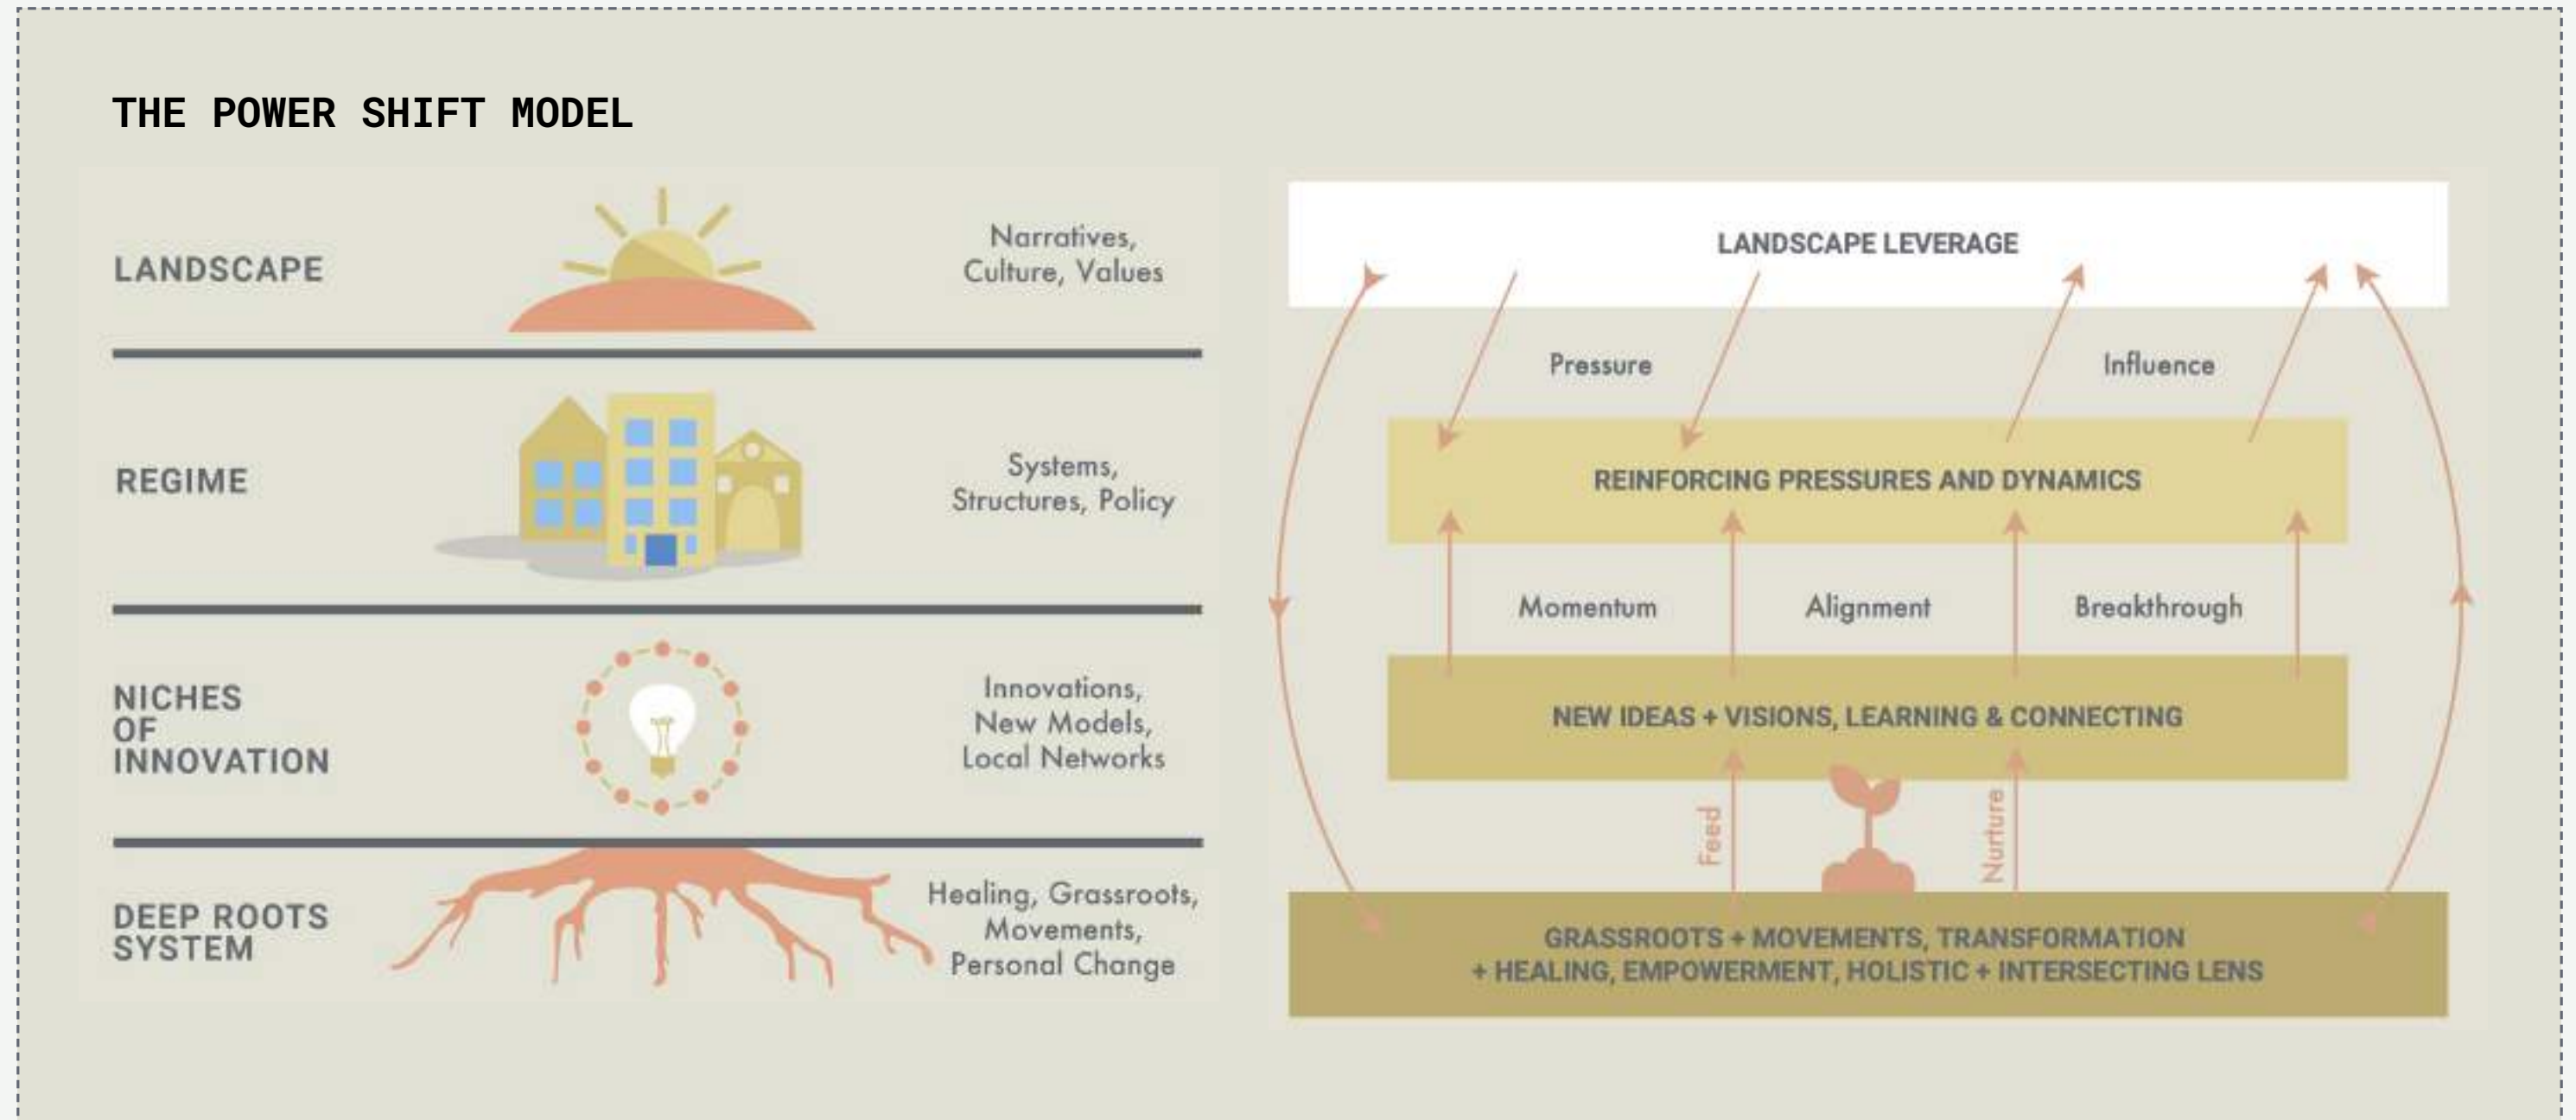 THE POWER SHIFT MODEL
LANDSCAPE
Narratives,
Culture, Values
REGIME
Systems,
Structures, Policy
NICHES
OF
INNOVATION
Innovations,
New Models,
Local Networks
DEEP ROOTS
SYSTEM
Healing, Grassroots,
Movements,
Personal Change
LANDSCAPE LEVERAGE
Pressure
Influence
REINFORCING PRESSURES AND DYNAMICS
Momentum
Alignment
Breakthrough
NEW IDEAS + VISIONS, LEARNING & CONNECTING
Feed
Nurture
GRASSROOTS + MOVEMENTS, TRANSFORMATION
+ HEALING, EMPOWERMENT, HOLISTIC + INTERSECTING LENS